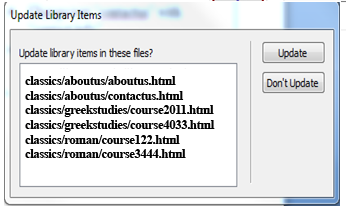 Update Library Items
Update library items in these files?
Update
classics/aboutus/aboutus.html
Don't Update
classics/aboutus/contactus.html
classics/greekstudies/course2011.html
classics/greekstudies/course4033.html
classics/roman/course122.html
classics/roman/course3444.html